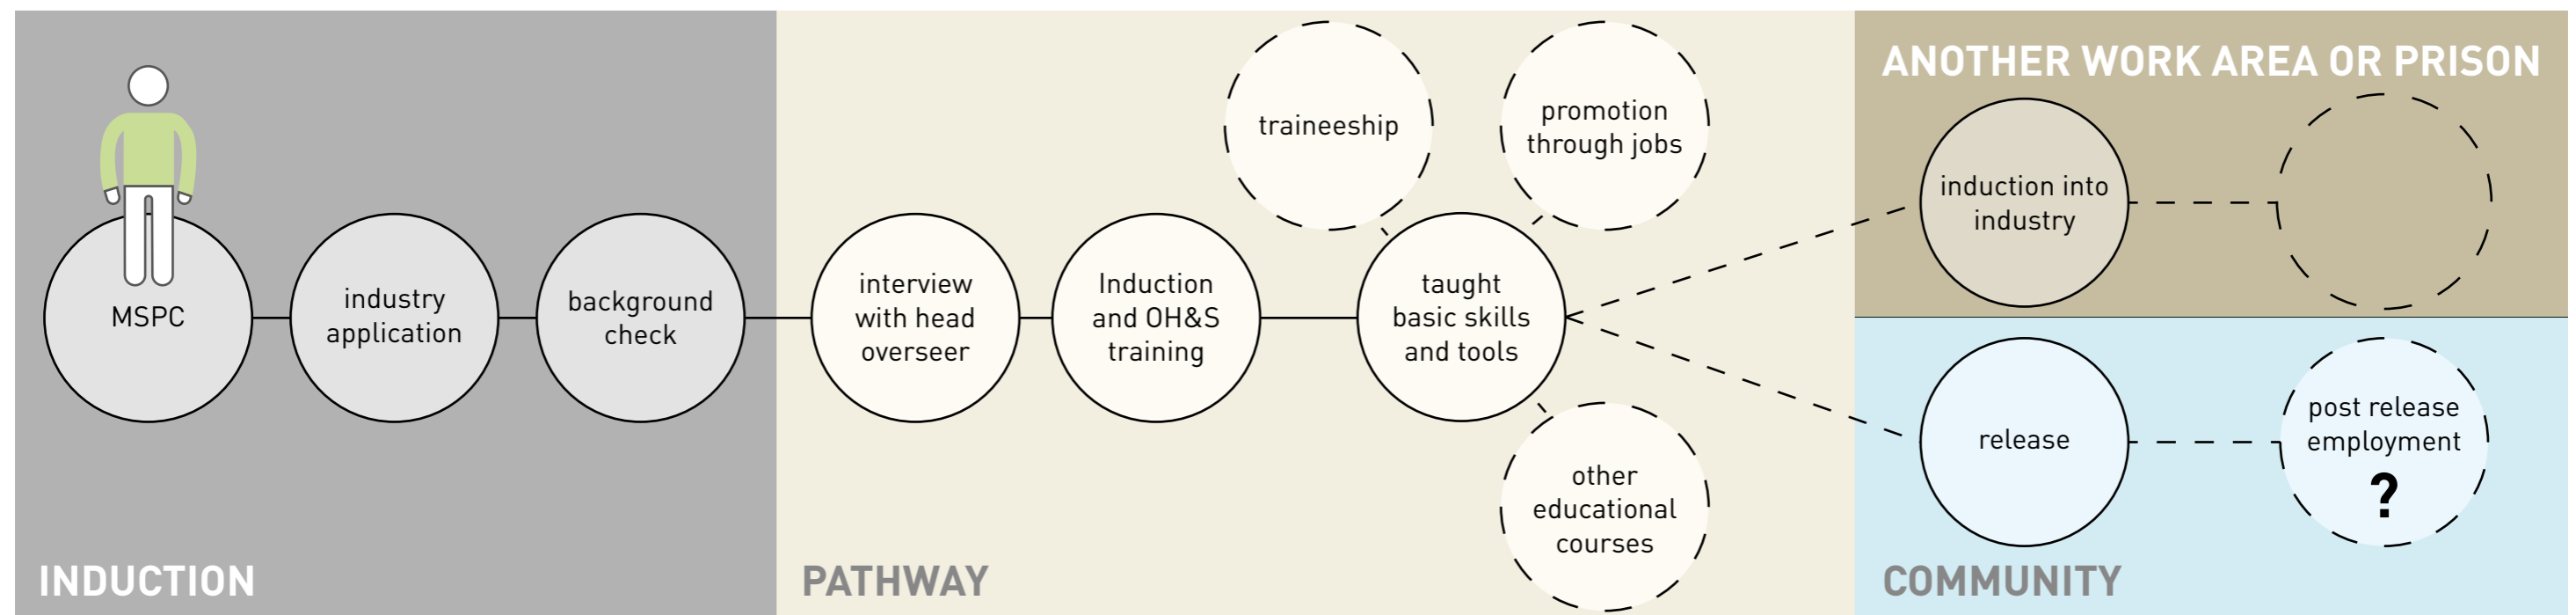 MSPC
industry
application
background
check
INDUCTION
interview
with head
overseer
Induction
and OH&S
training
taught
basic skills
and tools
traineeship
promotion
through jobs
other
educational
courses
PATHWAY
ANOTHER WORK AREA OR PRISON
induction into
industry
release
post release
employment
?
COMMUNITY